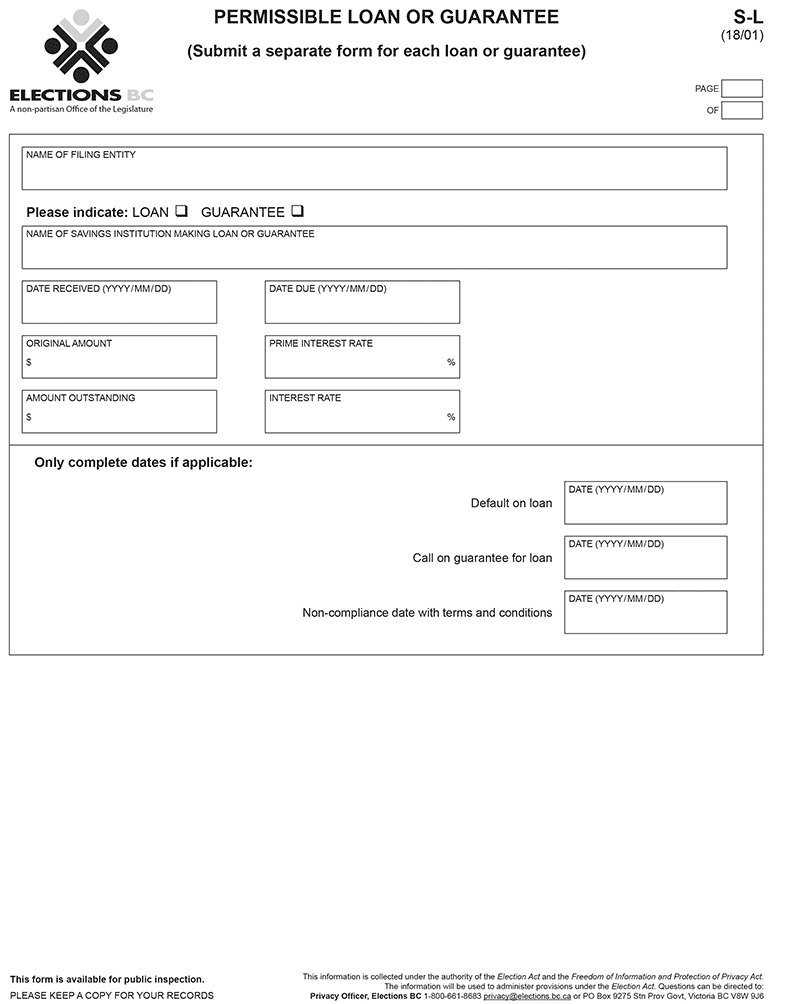 PERMISSIBLE LOAN OR GUARANTEE
S-L
(18/01)
(Submit a separate form for each loan or guarantee)
ELECTIONS BC
A non-partisan Office of the Legislature
PAGE
OF
NAME OF FILING ENTITY
Please indicate: LOAN ❑ GUARANTEE ❑
NAME OF SAVINGS INSTITUTION MAKING LOAN OR GUARANTEE
DATE RECEIVED (YYYY/MM/DD)
DATE DUE (YYYY/MM/DD)
ORIGINAL AMOUNT
$
PRIME INTEREST RATE
%
AMOUNT OUTSTANDING
$
INTEREST RATE
%
Only complete dates if applicable:
Default on loan
DATE (YYYY/MM/DD)
Call on guarantee for loan
DATE (YYYY/MM/DD)
Non-compliance date with terms and conditions
DATE (YYYY/MM/DD)
This form is available for public inspection.
PLEASE KEEP A COPY FOR YOUR RECORDS
This information is collected under the authority of the Election Act and the Freedom of Information and Protection of Privacy Act.
The information will be used to administer provisions under the Election Act. Questions can be directed to:
Privacy Officer, Elections BC 1-800-661-8683 privacy@elections.bc.ca or PO Box 9275 Stn Prov Govt, Victoria BC V8W 9J6